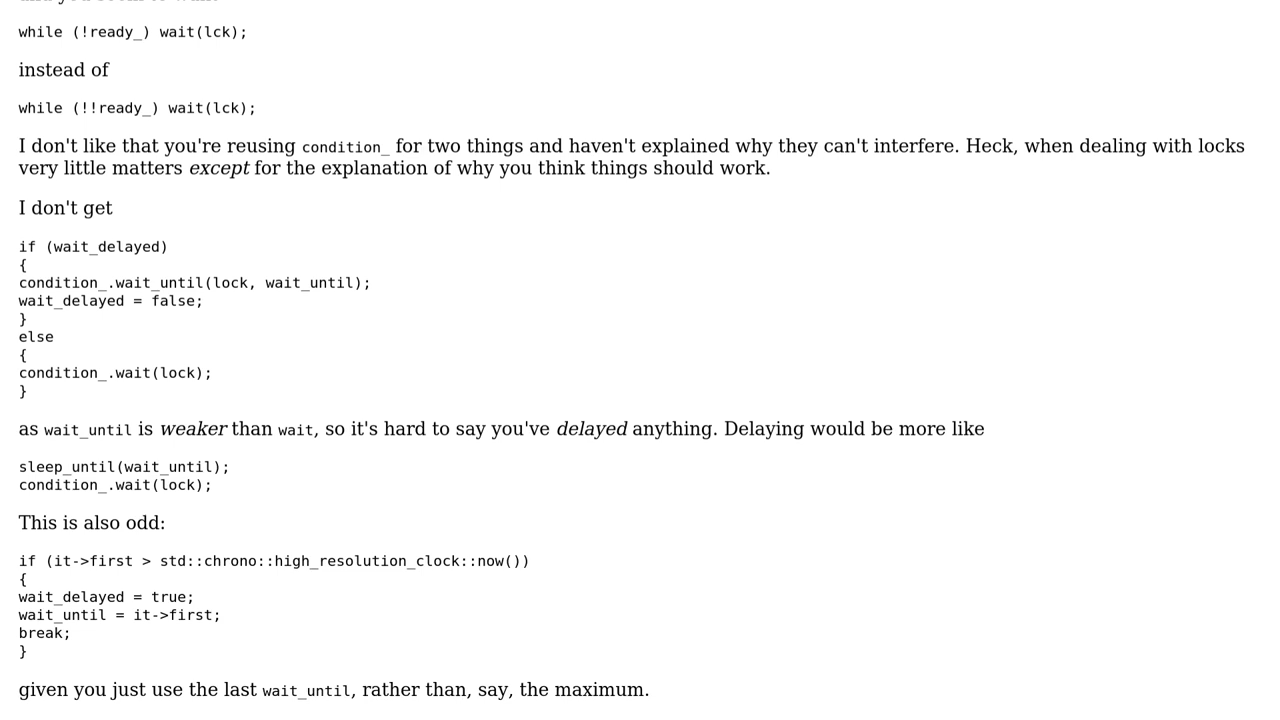 while (!ready_) wait(lck);
instead of
while (!!ready_) wait(lck);
I don't like that you're reusing condition_ for two things and haven't explained why they can't interfere. Heck, when dealing with locks
very little matters except for the explanation of why you think things should work.
I don't get
if (wait_delayed)
{
condition_.wait_until(lock, wait_until);
wait_delayed = false;
}
else
{
condition_.wait(lock);
}
as wait_until is weaker than wait, so it's hard to say you've delayed anything. Delaying would be more like
sleep_until(wait_until);
condition_.wait(lock);
This is also odd:
if (it->first > std::chrono::high_resolution_clock::now())
{
wait_delayed = true;
wait_until = it->first;
break;
}
given you just use the last wait_until, rather than, say, the maximum.